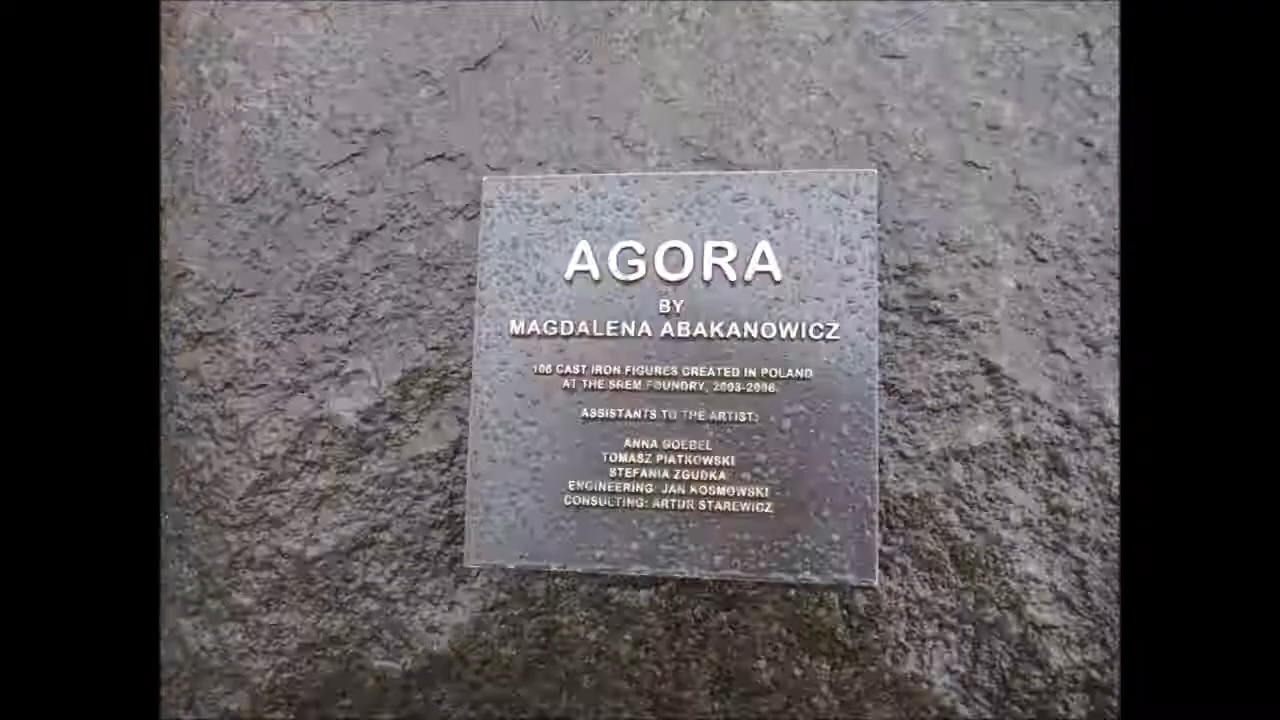 AGORA
BY
MAGDALENA ABAKANOWICZ
106 CAST IRON FIGURES CREATED IN POLAND
AT THE SREM FOUNDRY, 2003-2006.
ASSISTANTS TO THE ARTIST:
ANNA GOEBEL
TOMASZ PIATKOWSKI
STEFANIA ZGUDKA
ENGINEERING: JAN KOSMOWSKI
CONSULTING: ARTUR STAREWICZ